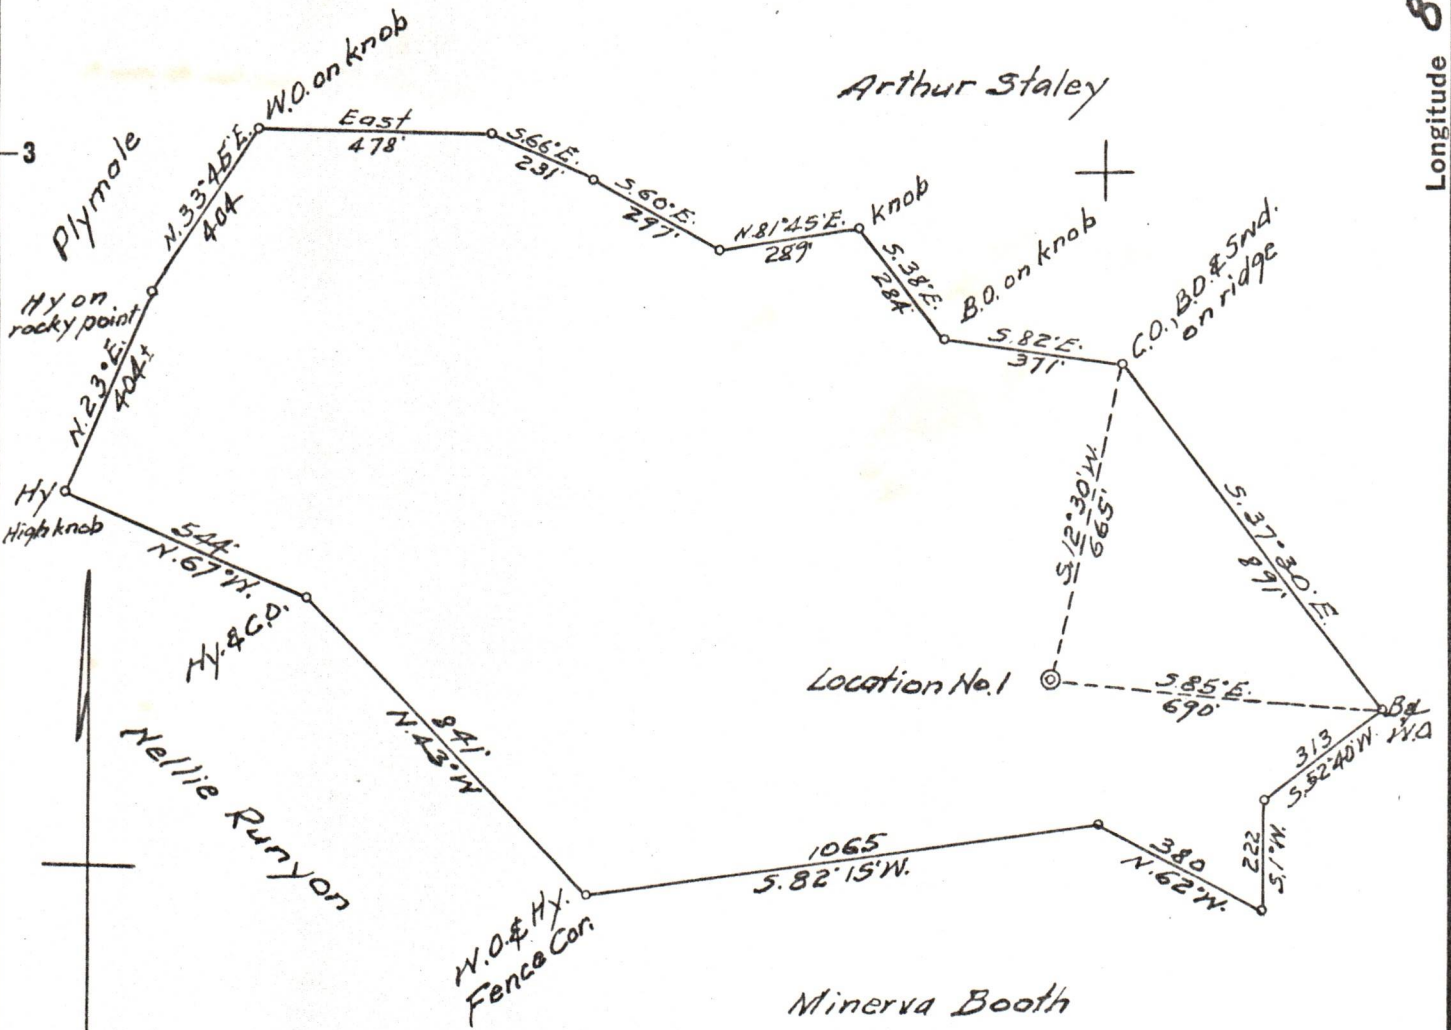 8
Longitude
3
W.O. on knob
Arthur Staley
Plymale
East
478'
S.66°E.
231'
S.60°E.
297'
N.81°45'E.
289'
knob
S.38°E.
284'
B.O. on knob
S.82°E.
371'
C.O., B.O. & Swd.
on ridge
N.33°45'E.
404
Hy on
rocky point
N.23°E.
404±
Hy
High knob
544'
N.67°W.
Hy. & C.O.
S.12°30'W.
665'
S.37°30'E.
891'
Location No.1
S.85°E.
690'
W.O
313
S.52°40'W.
222
S.1°W.
380
N.62°W.
1065
S.82°15'W.
841'
N.43°W
Nelllie Runyon
W.O. & Hy.
Fence Cor.
Minerva Booth